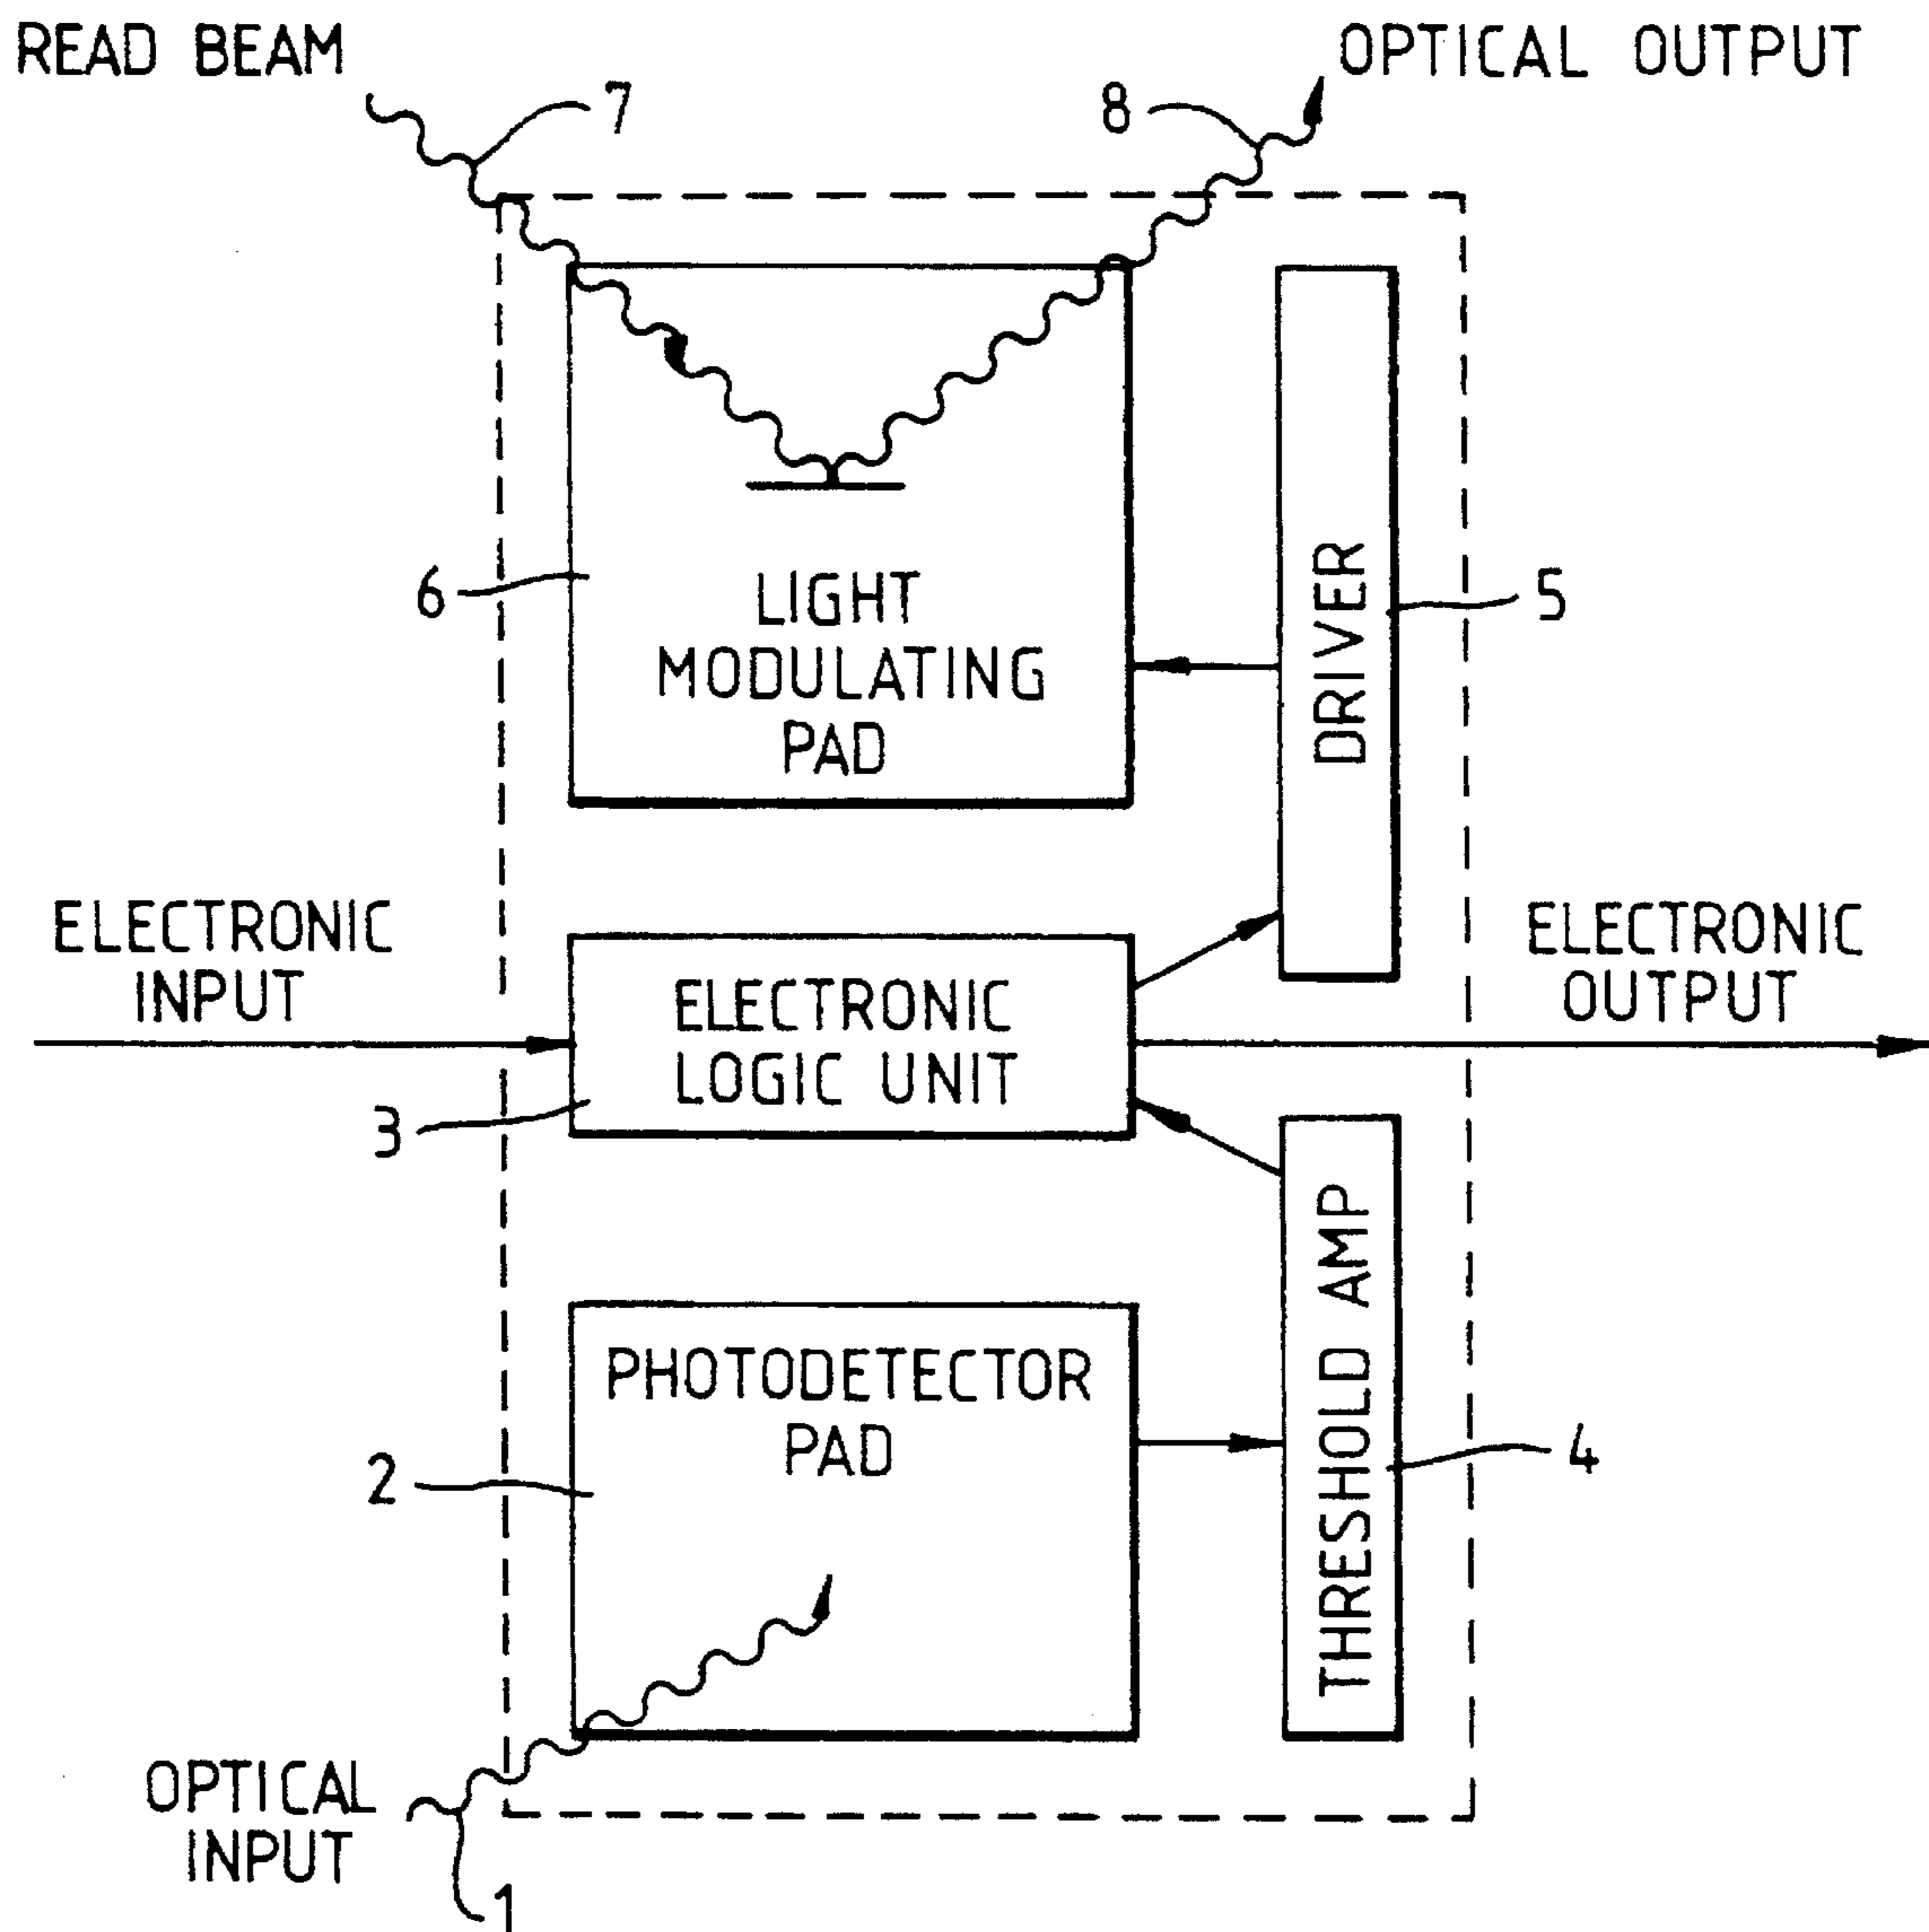 READ BEAM
7
8
OPTICAL OUTPUT
6
LIGHT
MODULATING
PAD
DRIVER
5
ELECTRONIC
INPUT
ELECTRONIC
LOGIC UNIT
3
ELECTRONIC
OUTPUT
PHOTODETECTOR
PAD
2
THRESHOLD AMP
4
OPTICAL
INPUT
1